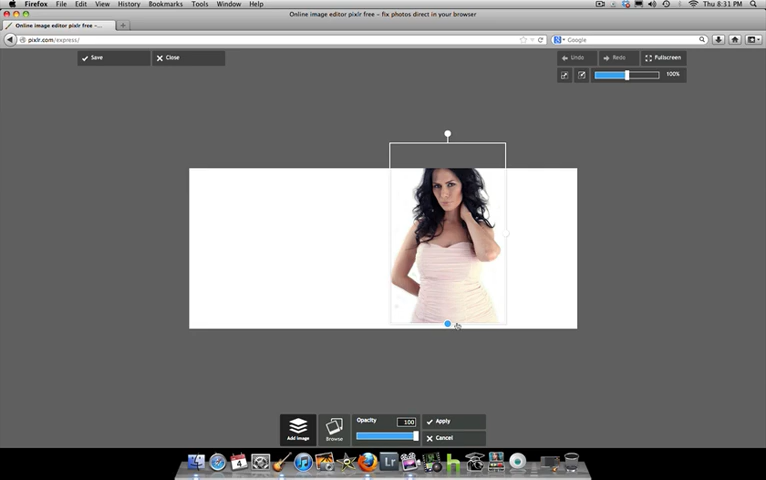 Firefox File Edit View History Bookmarks Tools Window Help
Thu 8:31 PM
Online image editor pixlr free – fix photos direct in your browser
Online image editor pixlr free –...
pixlr.com/express/
Google
Save
Close
Undo
Redo
Fullscreen
100%
Add image
Browse
Opacity
100
Apply
Cancel
4
Lr
h